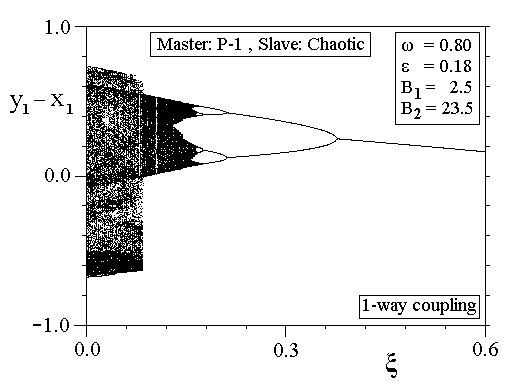 1.0
Master: P-1 , Slave: Chaotic
ω = 0.80
ε = 0.18
B1 = 2.5
B2 = 23.5
y1 – x1
0.0
1-way coupling
−1.0
0.0 0.3 0.6
ξ